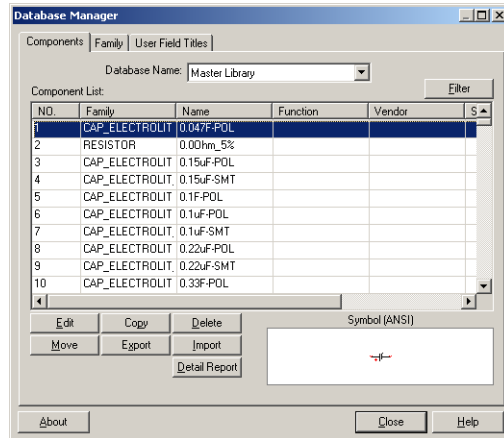 Database Manager
Components Family User Field Titles
Database Name: Master Library
Component List: Filter
NO. Family Name Function Vendor S
1 CAP_ELECTROLIT 0.047F-POL
2 RESISTOR 0.0Ohm_5%
3 CAP_ELECTROLIT 0.15uF-POL
4 CAP_ELECTROLIT 0.15uF-SMT
5 CAP_ELECTROLIT 0.1F-POL
6 CAP_ELECTROLIT 0.1uF-POL
7 CAP_ELECTROLIT 0.1uF-SMT
8 CAP_ELECTROLIT 0.22uF-POL
9 CAP_ELECTROLIT 0.22uF-SMT
10 CAP_ELECTROLIT 0.33F-POL
Edit Copy Delete Symbol (ANSI)
Move Export Import
Detail Report
About Close Help